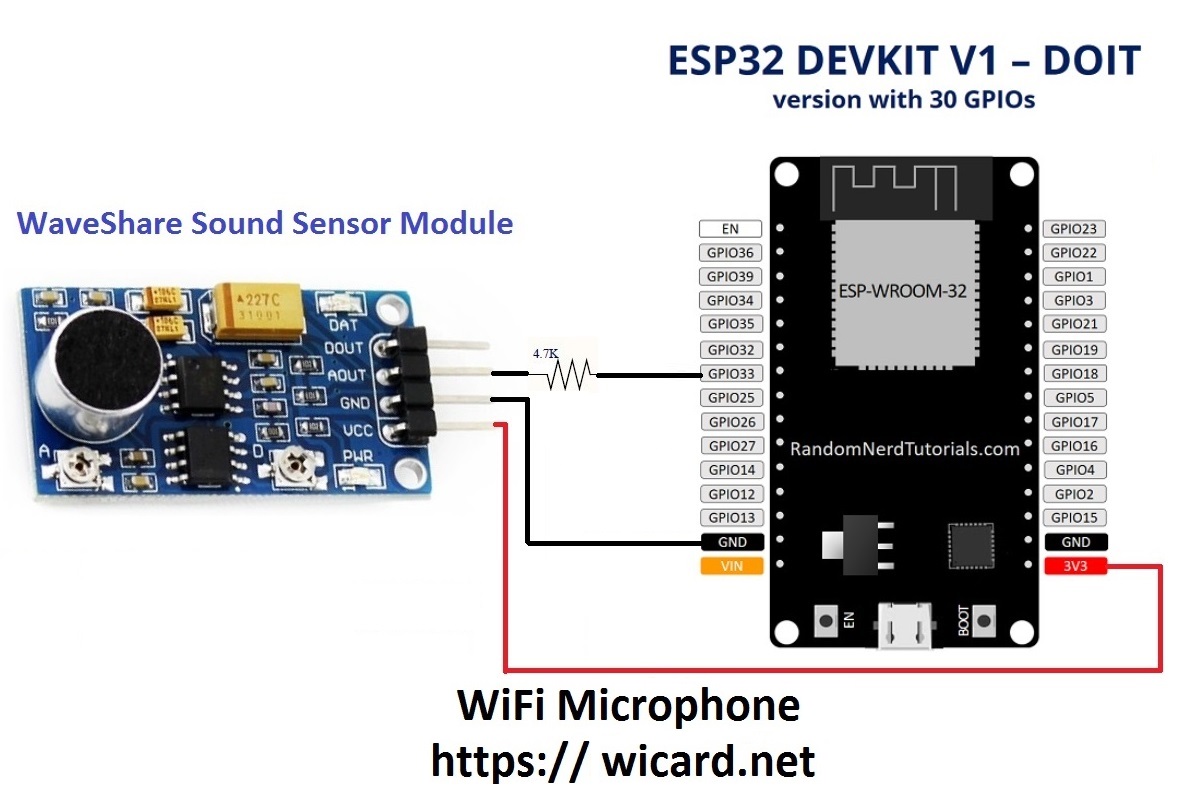 ESP32 DEVKIT V1 – DOIT
version with 30 GPIOs
WaveShare Sound Sensor Module
EN
GPIO36
GPIO39
GPIO34
GPIO35
GPIO32
GPIO33
GPIO25
GPIO26
GPIO27
GPIO14
GPIO12
GPIO13
GND
VIN
GPIO23
GPIO22
GPIO1
GPIO3
GPIO21
GPIO19
GPIO18
GPIO5
GPIO17
GPIO16
GPIO4
GPIO2
GPIO15
GND
3V3
ESP-WROOM-32
RandomNerdTutorials.com
EN
BOOT
227C
31001
DAT
DOUT
AOUT
GND
VCC
PWR
A
D
4.7K
WiFi Microphone
https:// wicard.net